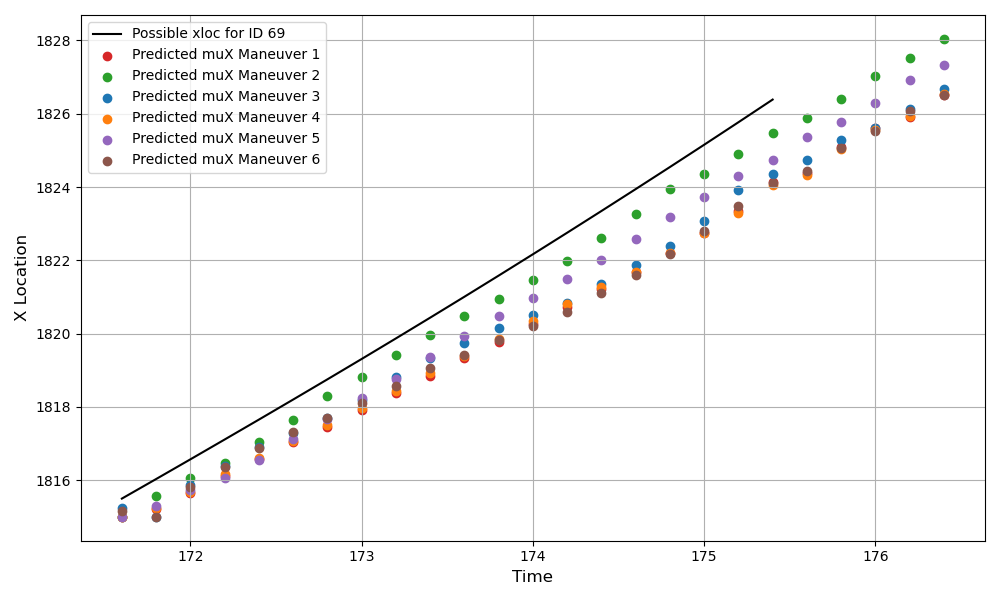 Possible xloc for ID 69
Predicted muX Maneuver 1
Predicted muX Maneuver 2
Predicted muX Maneuver 3
Predicted muX Maneuver 4
Predicted muX Maneuver 5
Predicted muX Maneuver 6
1828
1826
1824
1822
1820
1818
1816
X Location
172 173 174 175 176
Time